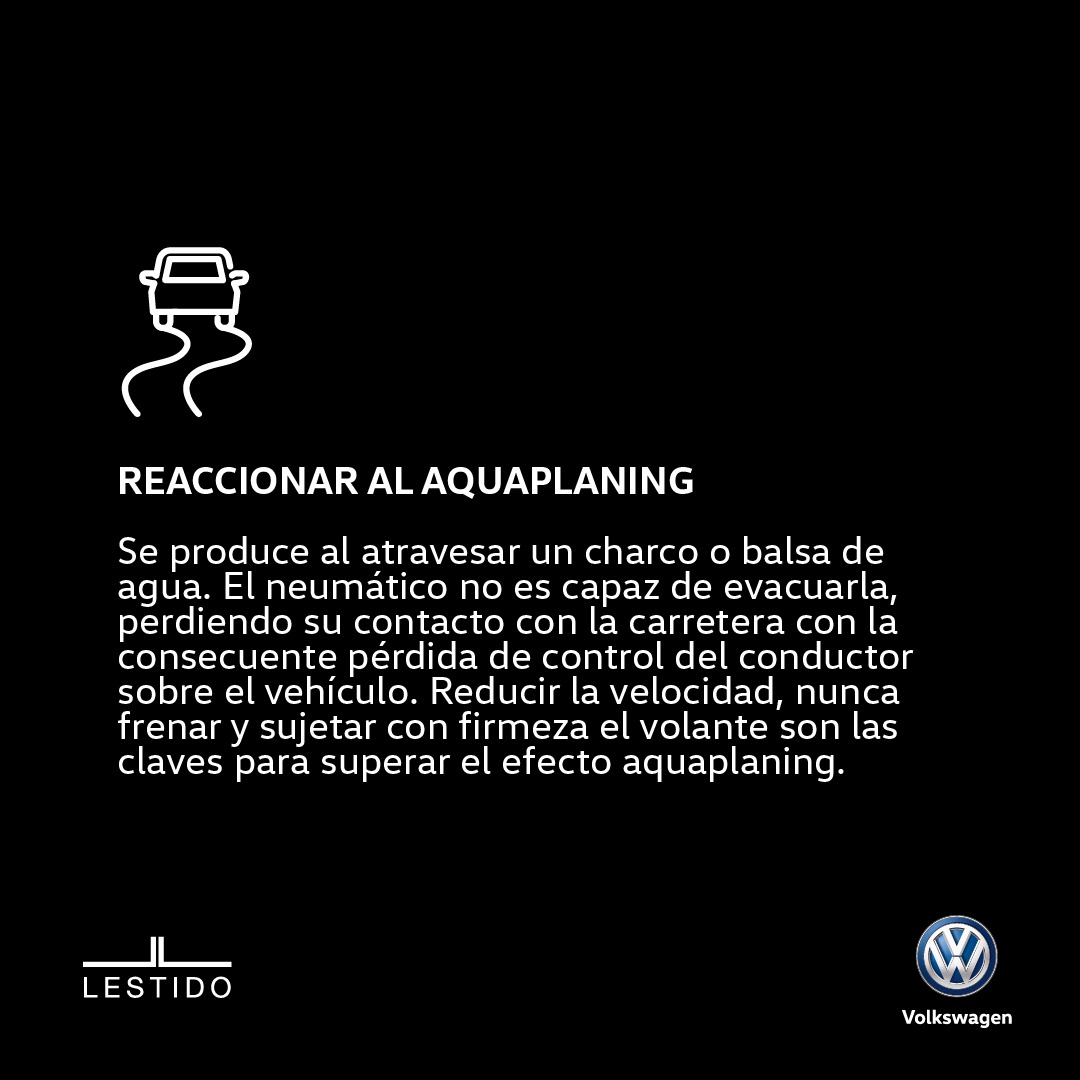 REACCIONAR AL AQUAPLANING
Se produce al atravesar un charco o balsa de
agua. El neumático no es capaz de evacuarla,
perdiendo su contacto con la carretera con la
consecuente pérdida de control del conductor
sobre el vehículo. Reducir la velocidad, nunca
frenar y sujetar con firmeza el volante son las
claves para superar el efecto aquaplaning.
LESTIDO
Volkswagen